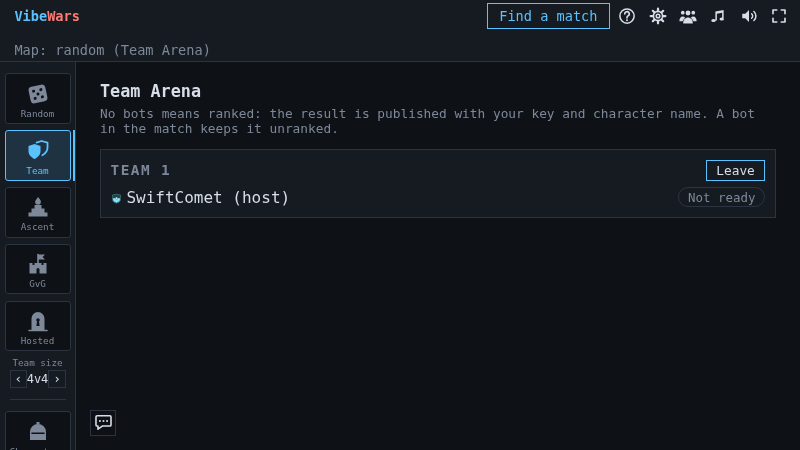 VibeWars
Find a match
Map: random (Team Arena)
Random
Team
Ascent
GvG
Hosted
Team size
‹ 4v4 ›
Team Arena
No bots means ranked: the result is published with your key and character name. A bot
in the match keeps it unranked.
TEAM 1
Leave
SwiftComet (host)
Not ready